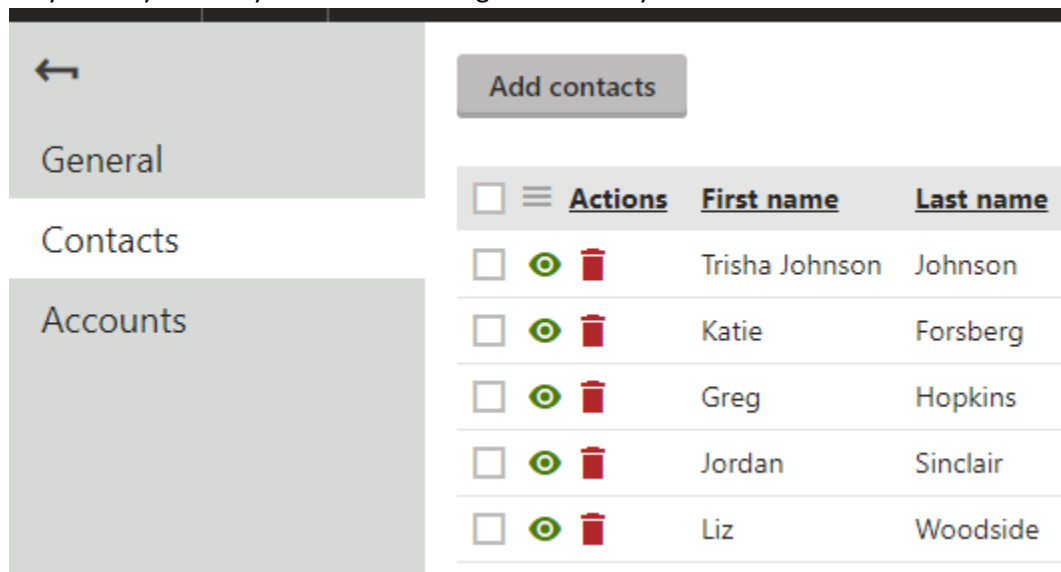 Add contacts
General
Contacts
Accounts
Actions First name Last name
Trisha Johnson Johnson
Katie Forsberg
Greg Hopkins
Jordan Sinclair
Liz Woodside